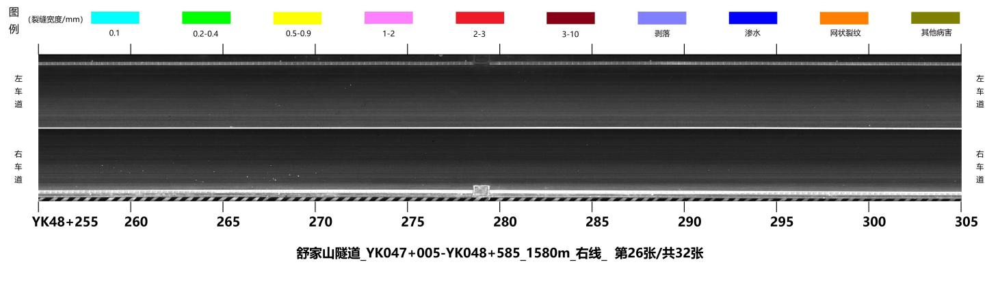 图例
(裂缝宽度/mm)
0.1 0.2-0.4 0.5-0.9 1-2 2-3 3-10 剥落 渗水 网状裂纹 其他病害
左车道 左车道
右车道 右车道
YK48+255 260 265 270 275 280 285 290 295 300 305
舒家山隧道_YK047+005-YK048+585_1580m_右线_ 第26张/共32张